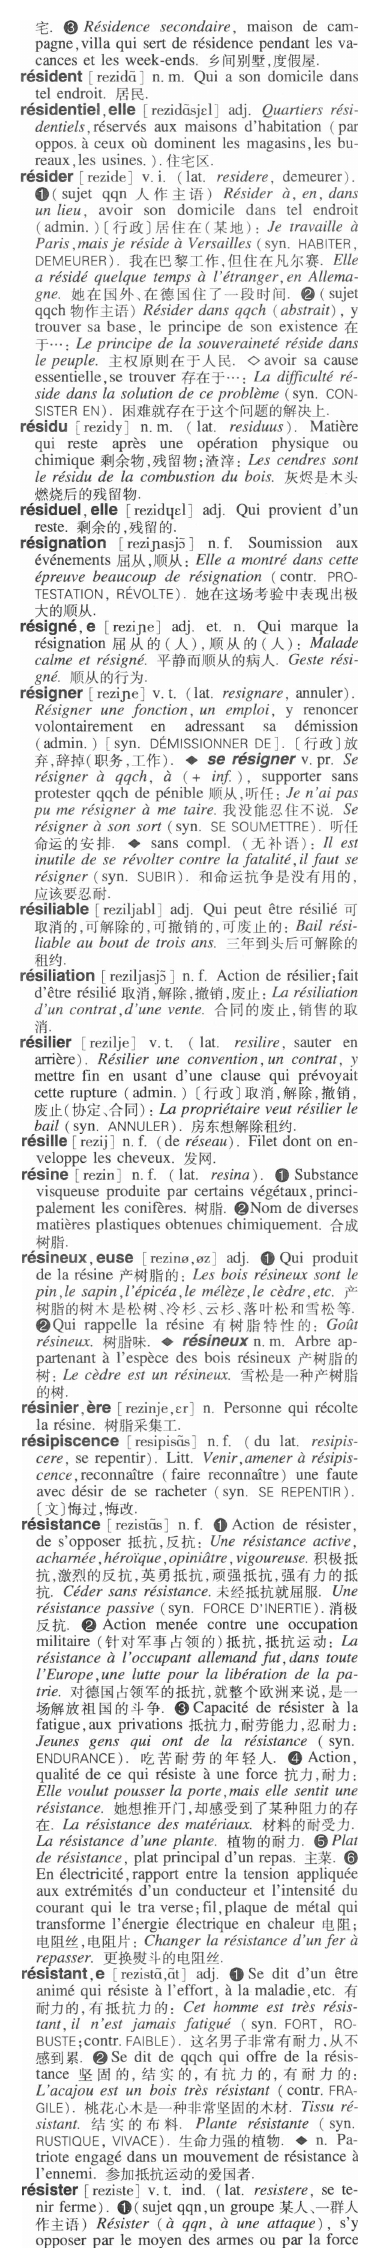 宅. ❸ Résidence secondaire, maison de cam-
pagne,villa qui sert de résidence pendant les va-
cances et les week-ends. 乡间别墅,度假屋.
résident [rezidɑ̃] n. m. Qui a son domicile dans
tel endroit. 居民.
résidentiel,elle [rezidɑ̃sjɛl] adj. Quartiers rési-
dentiels,réservés aux maisons d'habitation (par
oppos. à ceux où dominent les magasins,les bu-
reaux,les usines.). 住宅区.
résider [rezide] v. i. (lat. residere, demeurer).
❶(sujet qqn 人作主语) Résider à, en, dans
un lieu, avoir son domicile dans tel endroit
(admin.)〔行政〕居住在(某地): Je travaille à
Paris,mais je réside à Versailles (syn. HABITER,
DEMEURER). 我在巴黎工作,但住在凡尔赛. Elle
a résidé quelque temps à l'étranger,en Allema-
gne. 她在国外、在德国住了一段时间. ❷(sujet
qqch 物作主语) Résider dans qqch (abstrait), y
trouver sa base, le principe de son existence 在
于…: Le principe de la souveraineté réside dans
le peuple. 主权原则在于人民. ◇avoir sa cause
essentielle,se trouver 存在于…: La difficulté ré-
side dans la solution de ce problème (syn. CON-
SISTER EN). 困难就存在于这个问题的解决上.
résidu [rezidy] n. m. (lat. residuus). Matière
qui reste après une opération physique ou
chimique 剩余物,残留物;渣滓: Les cendres sont
le résidu de la combustion du bois. 灰烬是木头
燃烧后的残留物.
résiduel,elle [rezidɥɛl] adj. Qui provient d'un
reste. 剩余的,残留的.
résignation [reziɲasjɔ̃] n. f. Soumission aux
événements 屈从,顺从: Elle a montré dans cette
épreuve beaucoup de résignation (contr. PRO-
TESTATION, RÉVOLTE). 她在这场考验中表现出极
大的顺从.
résigné,e [reziɲe] adj. et. n. Qui marque la
résignation 屈从的(人),顺从的(人): Malade
calme et résigné. 平静而顺从的病人. Geste rési-
gné. 顺从的行为.
résigner [reziɲe] v. t. (lat. resignare, annuler).
Résigner une fonction, un emploi, y renoncer
volontairement en adressant sa démission
(admin.) [syn. DÉMISSIONNER DE].〔行政〕放
弃,辞掉(职务,工作). ◆ se résigner v. pr. Se
résigner à qqch, à (+ inf.), supporter sans
protester qqch de pénible 顺从,听任: Je n'ai pas
pu me résigner à me taire. 我没能忍住不说. Se
résigner à son sort (syn. SE SOUMETTRE). 听任
命运的安排. ◆ sans compl. (无补语): Il est
inutile de se révolter contre la fatalité,il faut se
résigner (syn. SUBIR). 和命运抗争是没有用的,
应该要忍耐.
résiliable [reziljabl] adj. Qui peut être résilié 可
取消的,可解除的,可撤销的,可废止的: Bail rési-
liable au bout de trois ans. 三年到头后可解除的
租约.
résiliation [reziljasjɔ̃] n. f. Action de résilier;fait
d'être résilié 取消,解除,撤销,废止: La résiliation
d'un contrat,d'une vente. 合同的废止,销售的取
消.
résilier [rezilje] v. t. (lat. resilire, sauter en
arrière). Résilier une convention,un contrat, y
mettre fin en usant d'une clause qui prévoyait
cette rupture (admin.)〔行政〕取消,解除,撤销,
废止(协定、合同): La propriétaire veut résilier le
bail (syn. ANNULER). 房东想解除租约.
résille [rezij] n. f. (de réseau). Filet dont on en-
veloppe les cheveux. 发网.
résine [rezin] n. f. (lat. resina). ❶ Substance
visqueuse produite par certains végétaux,princi-
palement les conifères. 树脂. ❷Nom de diverses
matières plastiques obtenues chimiquement. 合成
树脂.
résineux,euse [rezinø,øz] adj. ❶ Qui produit
de la résine 产树脂的: Les bois résineux sont le
pin,le sapin,l'épicéa,le mélèze,le cèdre,etc. 产
树脂的树木是松树、冷杉、云杉、落叶松和雪松等.
❷Qui rappelle la résine 有树脂特性的: Goût
résineux. 树脂味. ◆ résineux n. m. Arbre ap-
partenant à l'espèce des bois résineux 产树脂的
树: Le cèdre est un résineux. 雪松是一种产树脂
的树.
résinier,ère [rezinje,ɛr] n. Personne qui récolte
la résine. 树脂采集工.
résipiscence [resipisɑ̃s] n. f. (du lat. resipis-
cere, se repentir). Litt. Venir,amener à résipis-
cence,reconnaître (faire reconnaître) une faute
avec désir de se racheter (syn. SE REPENTIR).
〔文〕悔过,悔改.
résistance [rezistɑ̃s] n. f. ❶ Action de résister,
de s'opposer 抵抗,反抗: Une résistance active,
acharnée,héroïque,opiniâtre,vigoureuse. 积极抵
抗,激烈的反抗,英勇抵抗,顽强抵抗,强有力的抵
抗. Céder sans résistance. 未经抵抗就屈服. Une
résistance passive (syn. FORCE D'INERTIE). 消极
反抗. ❷ Action menée contre une occupation
militaire (针对军事占领的)抵抗,抵抗运动: La
résistance à l'occupant allemand fut,dans toute
l'Europe,une lutte pour la libération de la pa-
trie. 对德国占领军的抵抗,就整个欧洲来说,是一
场解放祖国的斗争. ❸Capacité de résister à la
fatigue,aux privations 抵抗力,耐劳能力,忍耐力:
Jeunes gens qui ont de la résistance (syn.
ENDURANCE). 吃苦耐劳的年轻人. ❹ Action,
qualité de ce qui résiste à une force 抗力,耐力:
Elle voulut pousser la porte,mais elle sentit une
résistance. 她想推开门,却感受到了某种阻力的存
在. La résistance des matériaux. 材料的耐受力.
La résistance d'une plante. 植物的耐力. ❺ Plat
de résistance, plat principal d'un repas. 主菜. ❻
En électricité,rapport entre la tension appliquée
aux extrémités d'un conducteur et l'intensité du
courant qui le tra verse;fil,plaque de métal qui
transforme l'énergie électrique en chaleur 电阻;
电阻丝,电阻片: Changer la résistance d'un fer à
repasser. 更换熨斗的电阻丝.
résistant,e [rezistɑ̃,ɑ̃t] adj. ❶Se dit d'un être
animé qui résiste à l'effort, à la maladie,etc. 有
耐力的,有抵抗力的: Cet homme est très résis-
tant,il n'est jamais fatigué (syn. FORT, RO-
BUSTE;contr. FAIBLE). 这名男子非常有耐力,从不
感到累. ❷Se dit de qqch qui offre de la résis-
tance 坚固的,结实的,有抗力的,有耐力的:
L'acajou est un bois très résistant (contr. FRA-
GILE). 桃花心木是一种非常坚固的木材. Tissu ré-
sistant. 结实的布料. Plante résistante (syn.
RUSTIQUE, VIVACE). 生命力强的植物. ◆ n. Pa-
triote engagé dans un mouvement de résistance à
l'ennemi. 参加抵抗运动的爱国者.
résister [reziste] v. t. ind. (lat. resistere, se te-
nir ferme). ❶(sujet qqn,un groupe 某人、一群人
作主语) Résister (à qqn, à une attaque), s'y
opposer par le moyen des armes ou par la force